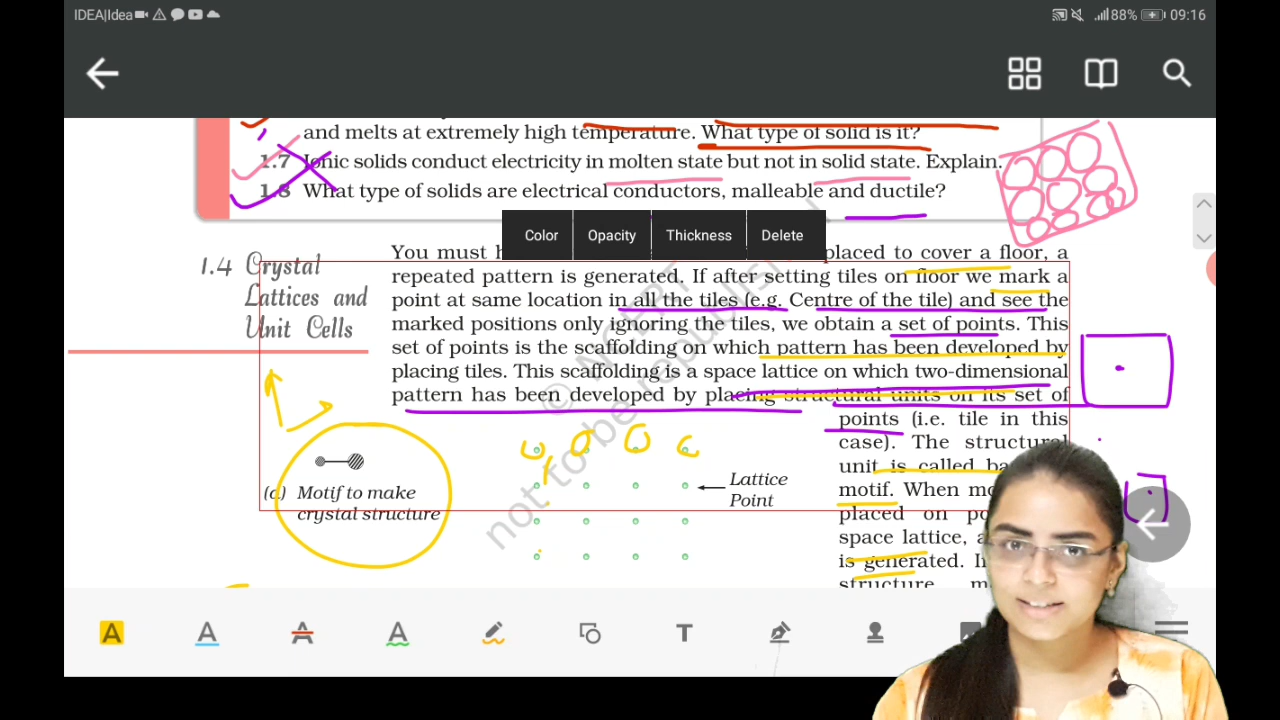 IDEA|Idea
88%
09:16
and melts at extremely high temperature. What type of solid is it?
1.7 Ionic solids conduct electricity in molten state but not in solid state. Explain.
1.8 What type of solids are electrical conductors, malleable and ductile?
Color Opacity Thickness Delete
1.4 Crystal
Lattices and
Unit Cells
You must placed to cover a floor, a
repeated pattern is generated. If after setting tiles on floor we mark a
point at same location in all the tiles (e.g. Centre of the tile) and see the
marked positions only ignoring the tiles, we obtain a set of points. This
set of points is the scaffolding on which pattern has been developed by
placing tiles. This scaffolding is a space lattice on which two-dimensional
pattern has been developed by placing structural units on its set of
points (i.e. tile in this
case). The structural
unit is called
motif. When
placed on
space lattice,
is generated.
structure
Motif to make
crystal structure
Lattice
Point
© NCERT
not to be republished
A A A A T